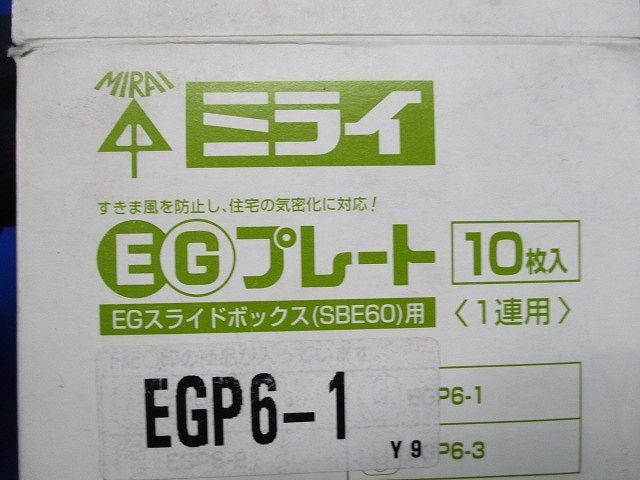 MIRAI
ミライ
すきま風を防止し、住宅の気密化に対応！
EGプレート
10枚入
EGスライドボックス(SBE60)用
〈1連用〉
EGP6-1
Y9
EGP6-1
P6-3